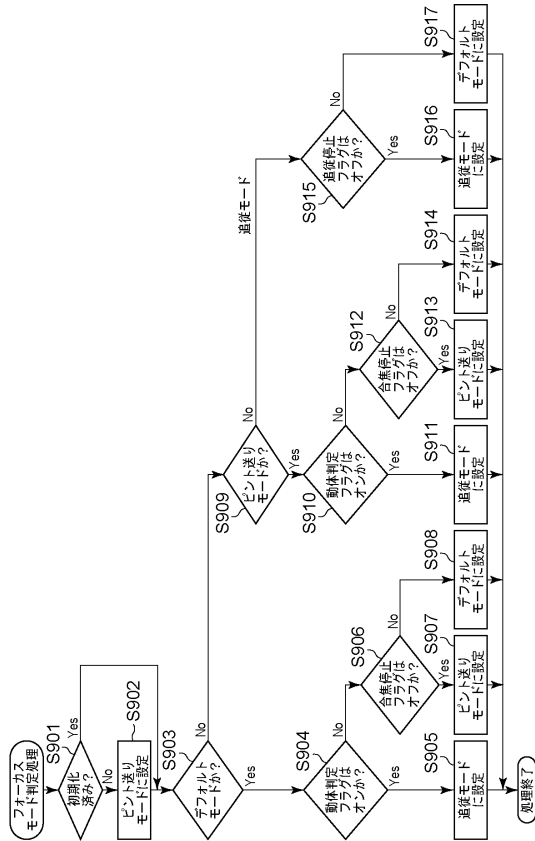 フォーカス
モード判定処理
S901
初期化
済み?
Yes
No
S902
ピント送り
モードに設定
S903
デフォルト
モードか?
No
Yes
S904
動体判定
フラグは
オンか?
No
Yes
S905
追従モード
に設定
S906
合焦停止
フラグは
オフか?
No
Yes
S907
ピント送り
モードに設定
S908
デフォルト
モードに設定
S909
ピント送り
モードか?
No
Yes
追従モード
S910
動体判定
フラグは
オンか?
No
Yes
S911
追従モード
に設定
S912
合焦停止
フラグは
オフか?
No
Yes
S913
ピント送り
モードに設定
S914
デフォルト
モードに設定
S915
追従停止
フラグは
オフか?
No
Yes
S916
追従モード
に設定
S917
デフォルト
モードに設定
処理終了